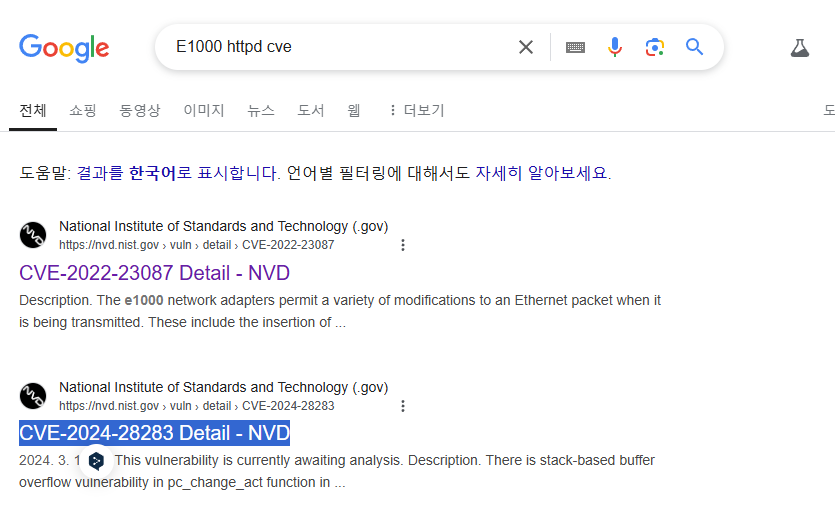 Google
E1000 httpd cve
전체 쇼핑 동영상 이미지 뉴스 도서 웹 더보기
도움말: 결과를 한국어로 표시합니다. 언어별 필터링에 대해서도 자세히 알아보세요.
National Institute of Standards and Technology (.gov)
https://nvd.nist.gov › vuln › detail › CVE-2022-23087
CVE-2022-23087 Detail - NVD
Description. The e1000 network adapters permit a variety of modifications to an Ethernet packet when it
is being transmitted. These include the insertion of ...
National Institute of Standards and Technology (.gov)
https://nvd.nist.gov › vuln › detail › CVE-2024-28283
CVE-2024-28283 Detail - NVD
2024. 3. 1 This vulnerability is currently awaiting analysis. Description. There is stack-based buffer
overflow vulnerability in pc_change_act function in ...